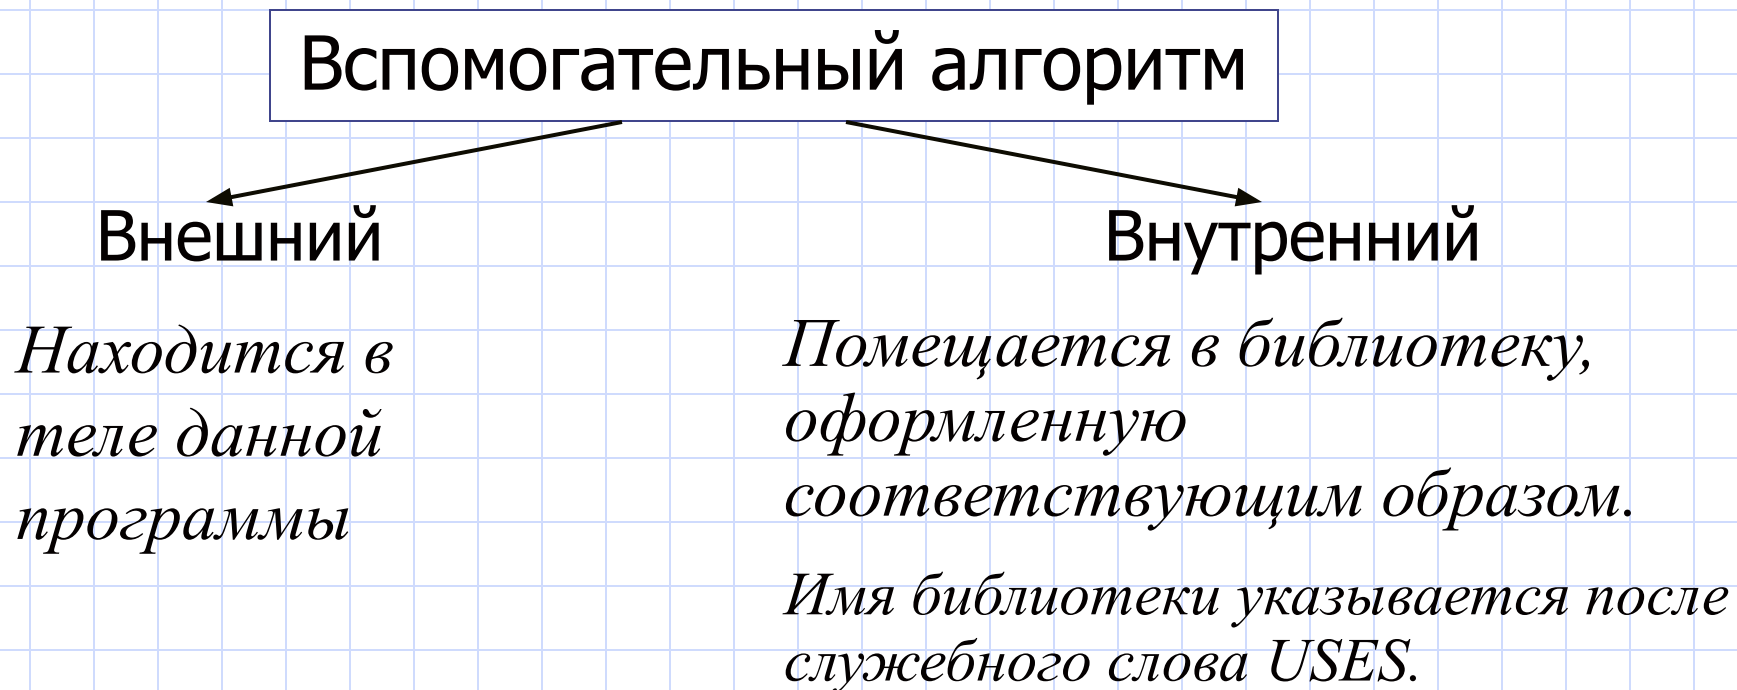 Вспомогательный алгоритм
Внешний
Внутренний
Находится в
теле данной
программы
Помещается в библиотеку,
оформленную
соответствующим образом.
Имя библиотеки указывается после
служебного слова USES.